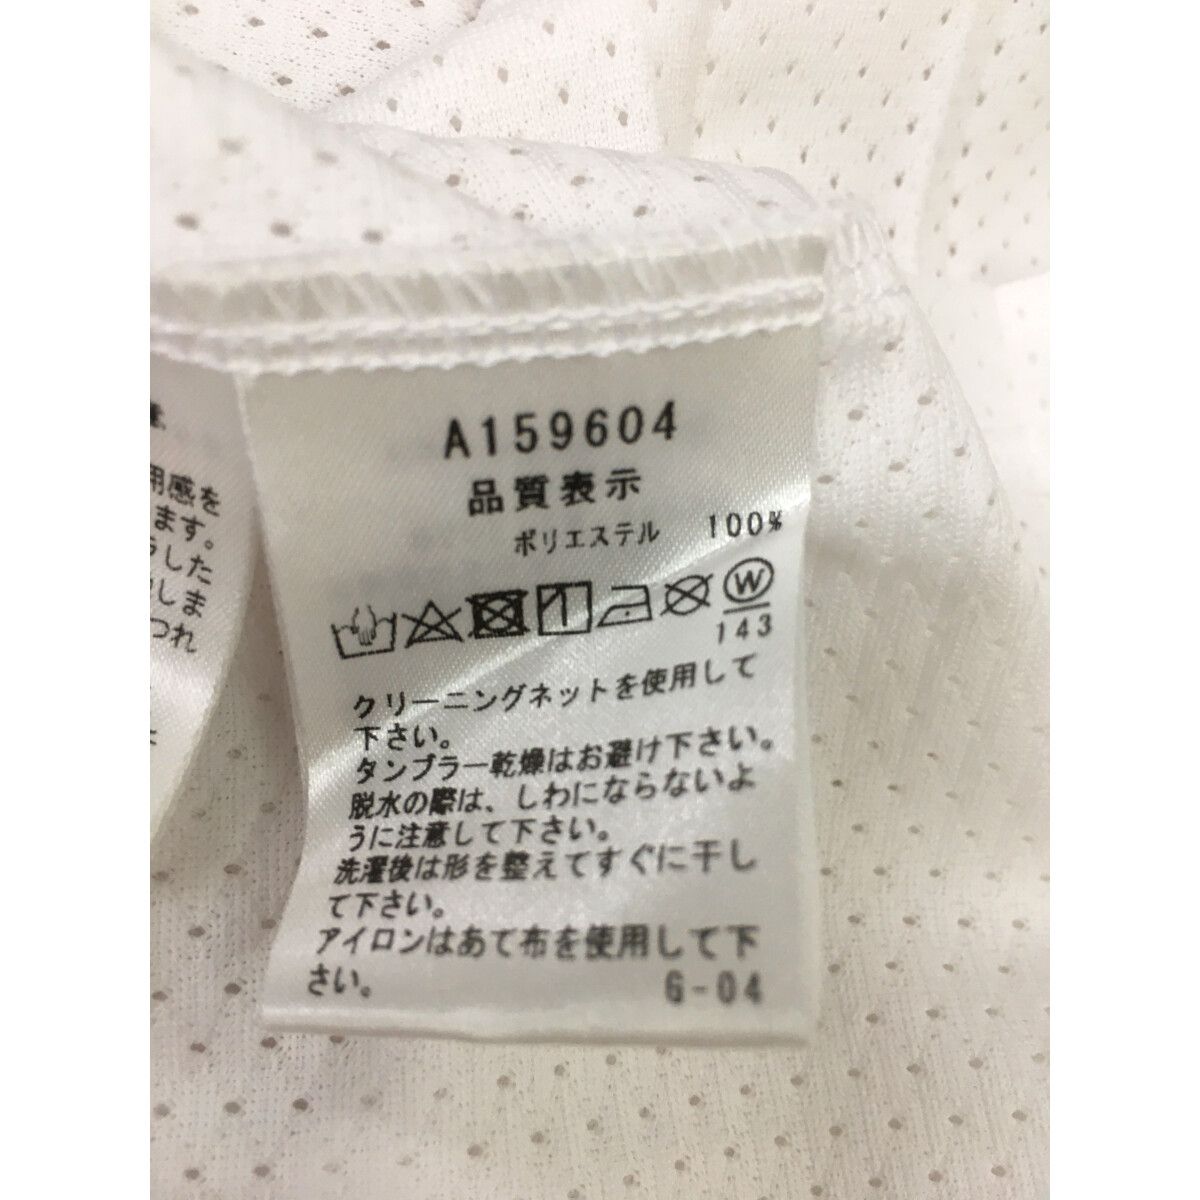 A159604
品質表示
ポリエステル 100%
W
143
クリーニングネットを使用して
下さい。
タンブラー乾燥はお避け下さい。
脱水の際は、しわにならないよ
うに注意して下さい。
洗濯後は形を整えてすぐに干し
て下さい。
アイロンはあて布を使用して下
さい。 G-04
用感を
ます。
した
しま
つれ